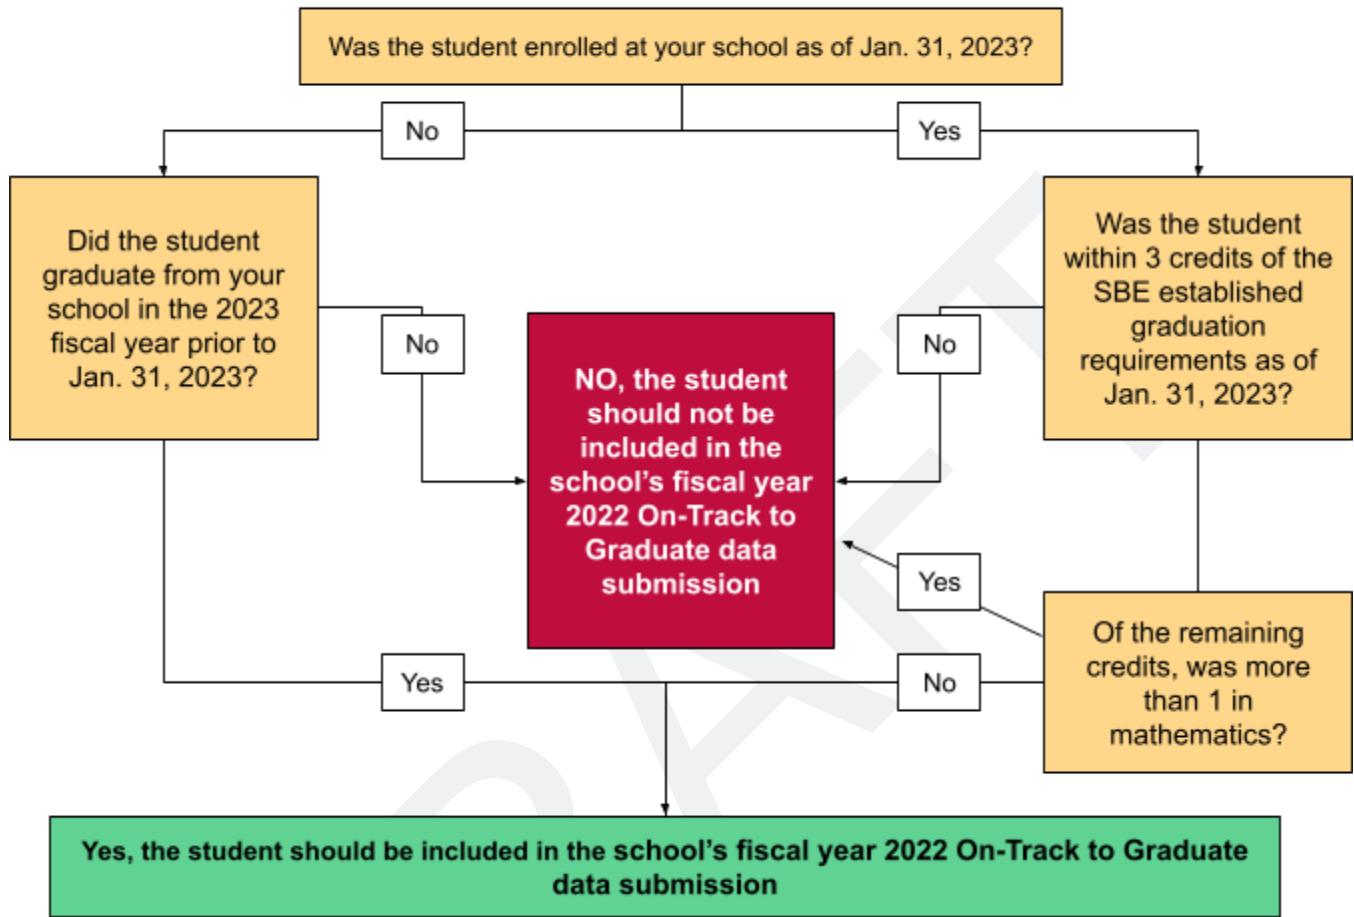 Was the student enrolled at your school as of Jan. 31, 2023?
No
Yes
Did the student
graduate from your
school in the 2023
fiscal year prior to
Jan. 31, 2023?
Was the student
within 3 credits of the
SBE established
graduation
requirements as of
Jan. 31, 2023?
No
No
NO, the student
should not be
included in the
school's fiscal year
2022 On-Track to
Graduate data
submission
Yes
Of the remaining
credits, was more
than 1 in
mathematics?
Yes
No
Yes, the student should be included in the school's fiscal year 2022 On-Track to Graduate
data submission
DRAFT